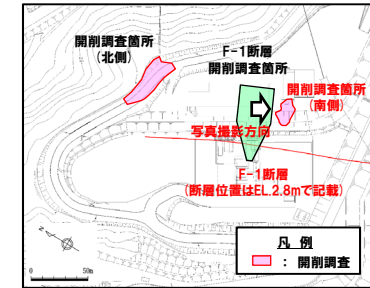 開削調査箇所
(北側)
F-1断層
開削調査箇所
開削調査箇所
(南側)
写真撮影方向
F-1断層
(断層位置はEL.2.8mで記載)
N
凡 例
: 開削調査
0 50m